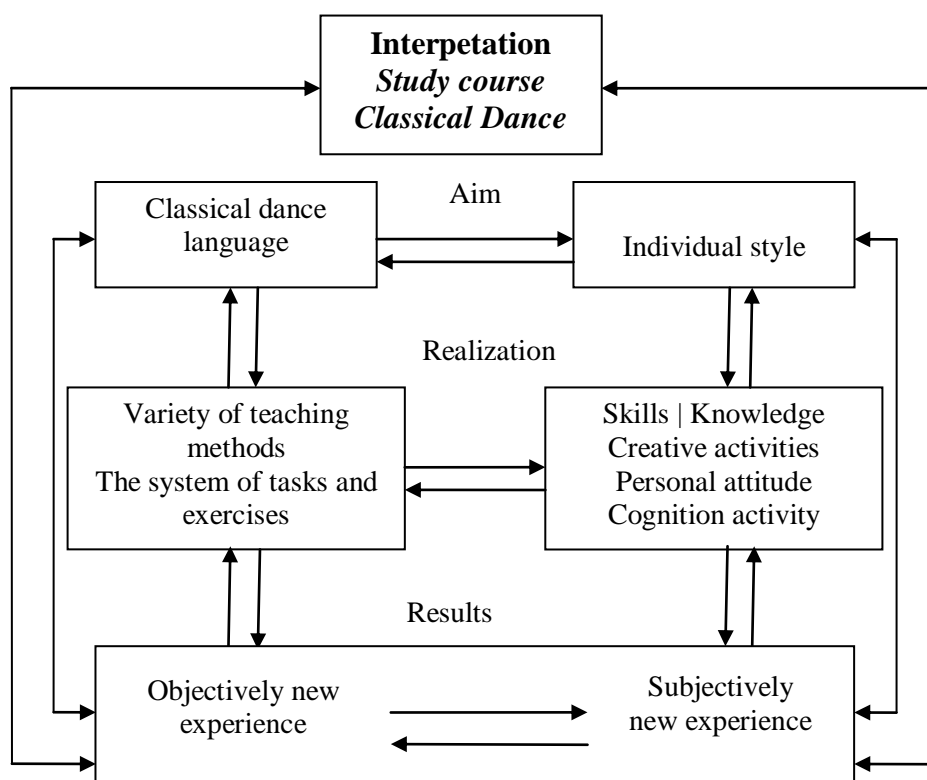 Interpetation
Study course
Classical Dance
Aim
Classical dance
language
Individual style
Realization
Variety of teaching
methods
The system of tasks and
exercises
Skills | Knowledge
Creative activities
Personal attitude
Cognition activity
Results
Objectively new
experience
Subjectively
new experience